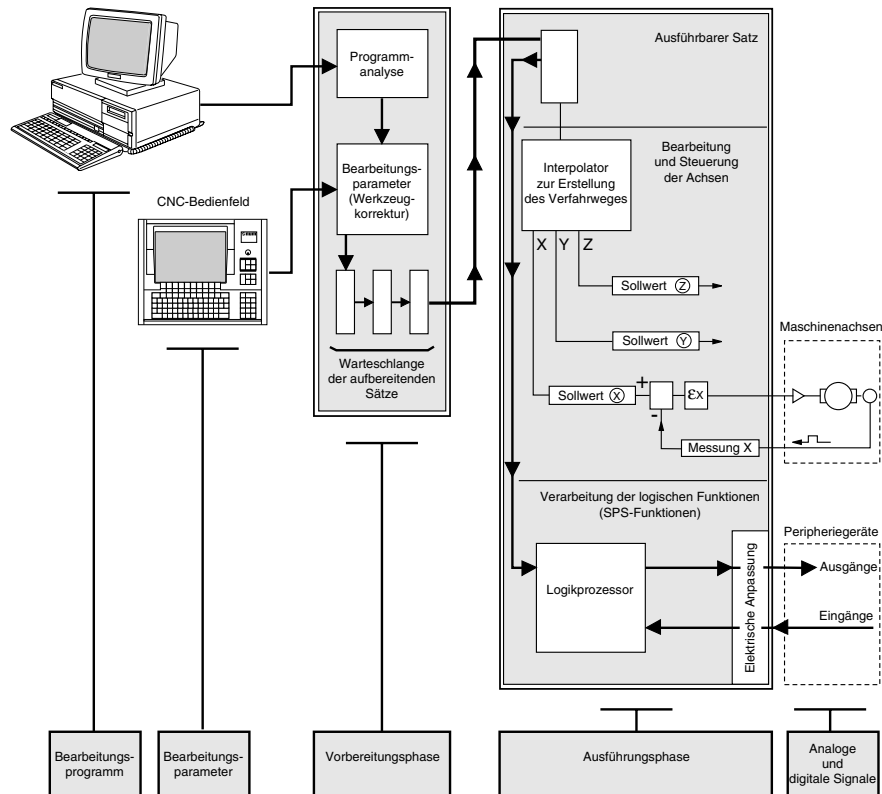 Programm-
analyse
Ausführbarer Satz
Bearbeitungs-
parameter
(Werkzeug-
korrektur)
Interpolator
zur Erstellung
des Verfahrweges
Bearbeitung
und Steuerung
der Achsen
CNC-Bedienfeld
X Y Z
Sollwert Z
Sollwert Y
Maschinenachsen
Warteschlange
der aufbereitenden
Sätze
Sollwert X
+
-
εx
Messung X
Verarbeitung der logischen Funktionen
(SPS-Funktionen)
Peripheriegeräte
Logikprozessor
Elektrische Anpassung
Ausgänge
Eingänge
Bearbeitungs-
programm
Bearbeitungs-
parameter
Vorbereitungsphase
Ausführungsphase
Analoge
und
digitale Signale